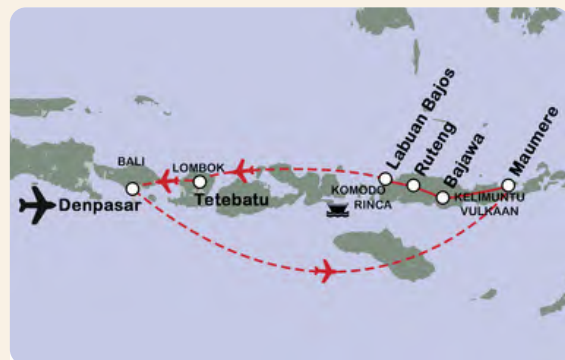 Labuan Bajos
Ruteng
Bajawa
Maumere
BALI
LOMBOK
Denpasar
Tetebatu
KOMODO
RINCA
KELIMUNTU
VULKAAN